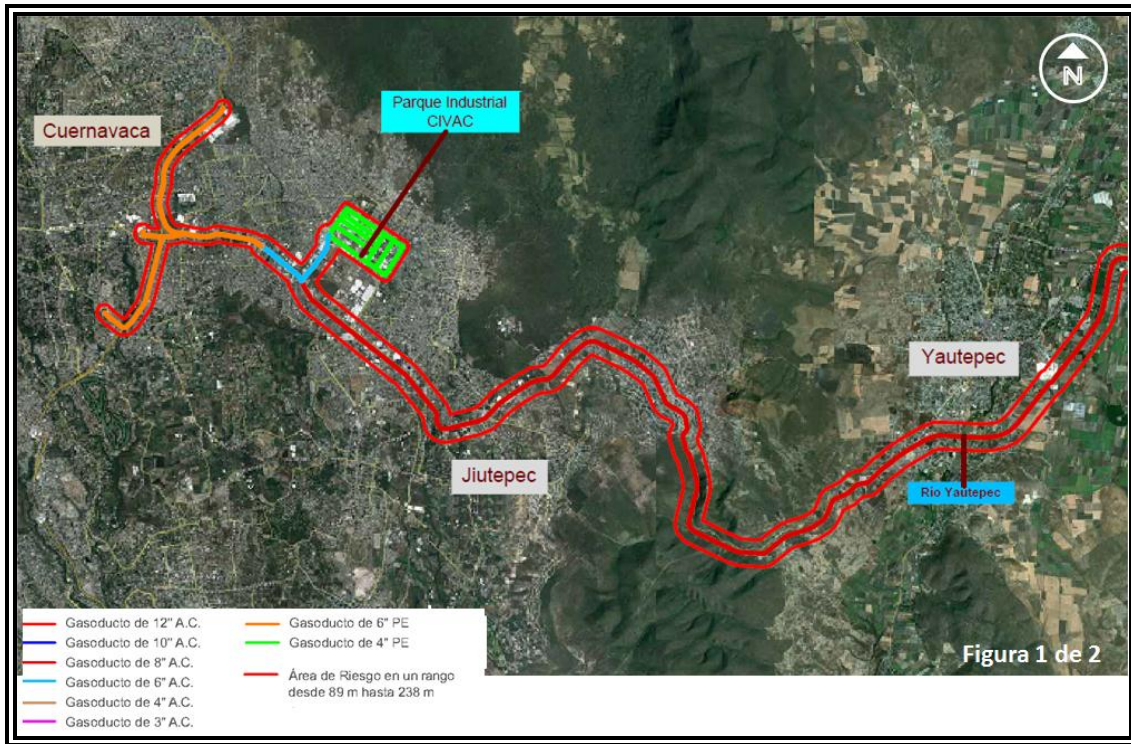 N
Parque Industrial
CIVAC
Cuernavaca
Yautepec
Jiutepec
Río Yautepec
Gasoducto de 12" A.C.
Gasoducto de 10" A.C.
Gasoducto de 8" A.C.
Gasoducto de 6" A.C.
Gasoducto de 4" A.C.
Gasoducto de 3" A.C.
Gasoducto de 6" PE
Gasoducto de 4" PE
Área de Riesgo en un rango
desde 89 m hasta 238 m
Figura 1 de 2